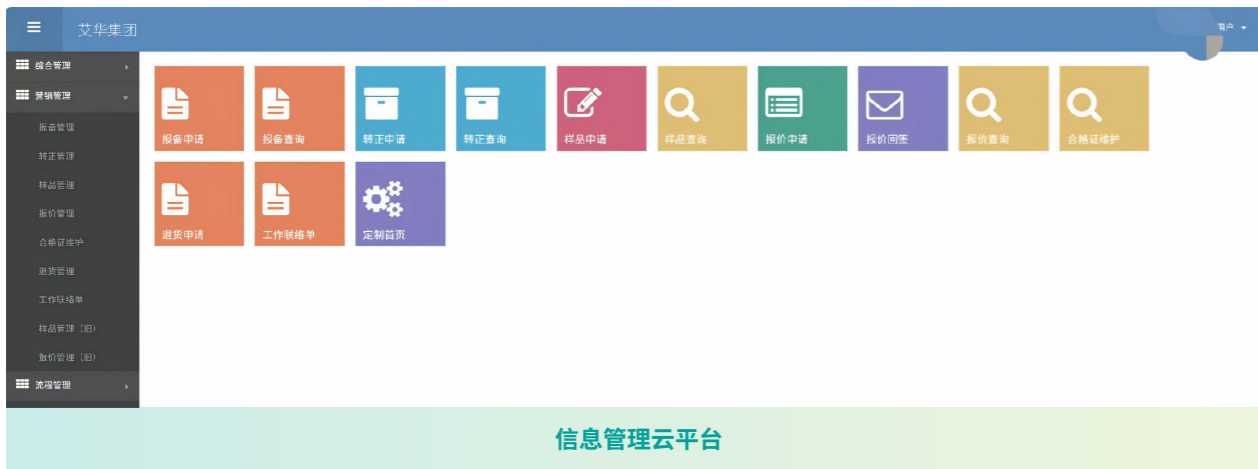 艾华集团
用户
综合管理
营销管理
报备管理
转正管理
样品管理
报价管理
合格证维护
退货管理
工作联络单
样品管理（旧）
报价管理（旧）
流程管理
报备申请
报备查询
转正申请
转正查询
样品申请
样品查询
报价申请
报价回签
报价查询
合格证维护
退货申请
工作联络单
定制首页
信息管理云平台